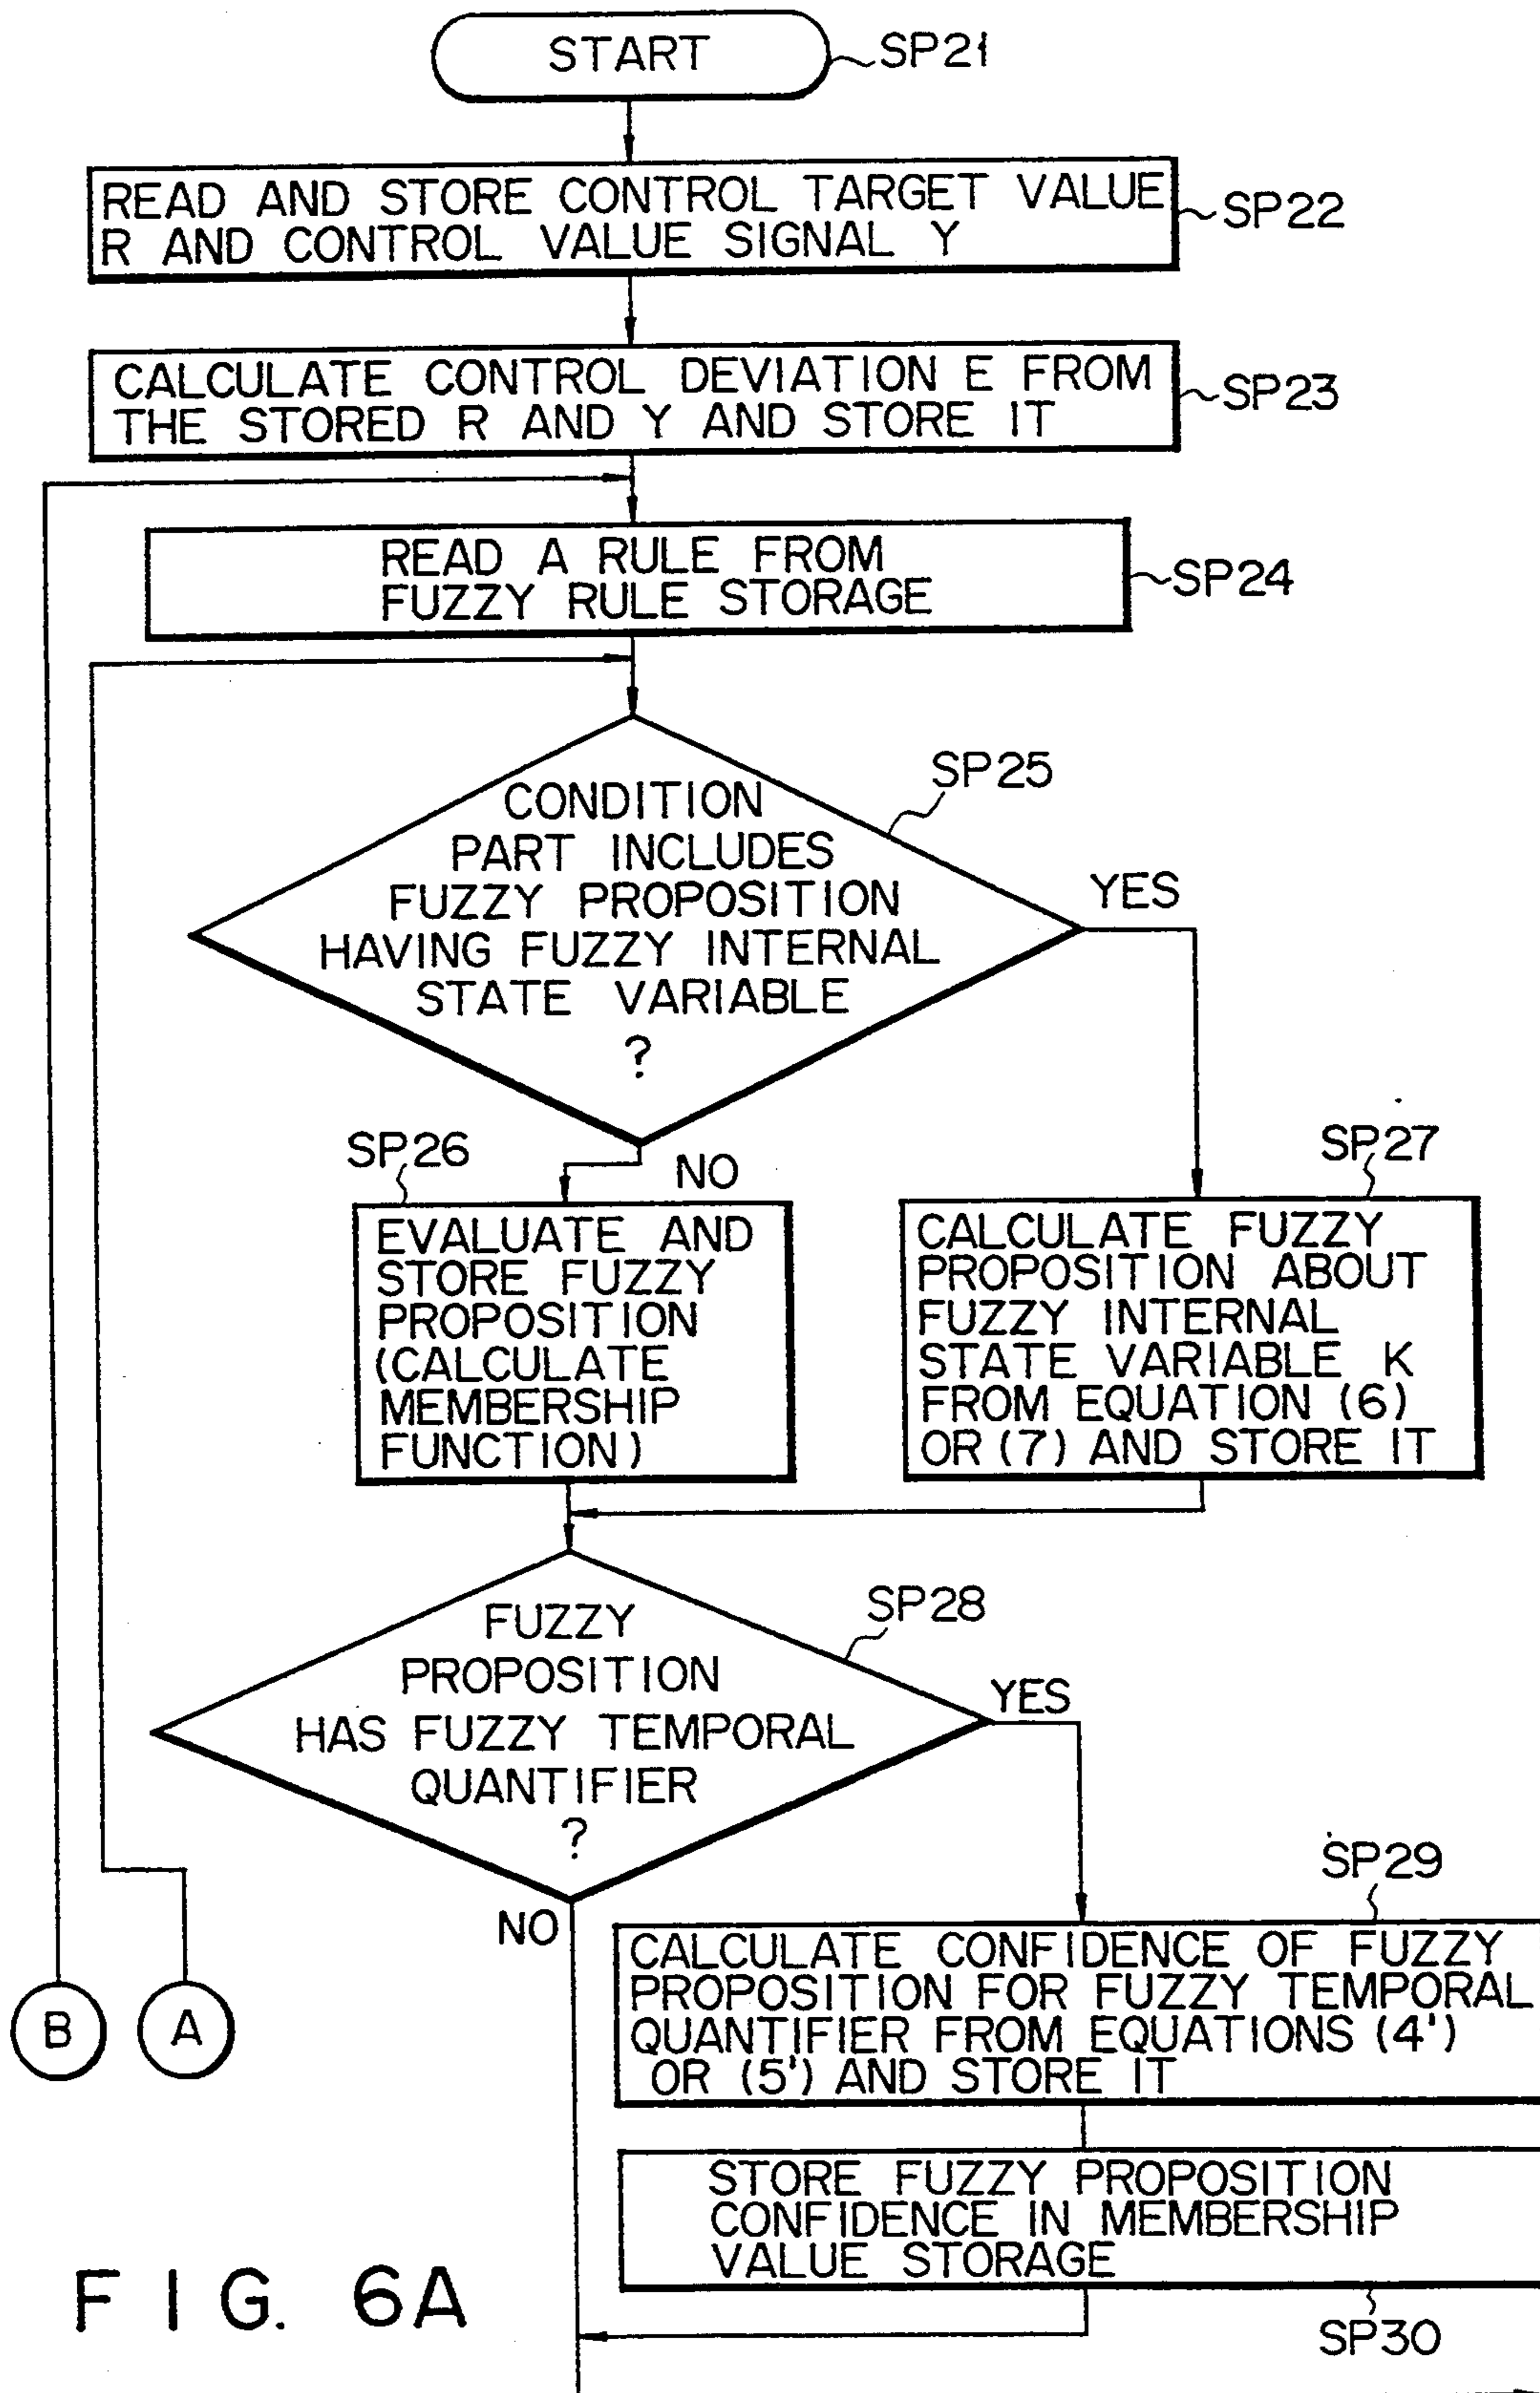 START
SP21
READ AND STORE CONTROL TARGET VALUE
R AND CONTROL VALUE SIGNAL Y
SP22
CALCULATE CONTROL DEVIATION E FROM
THE STORED R AND Y AND STORE IT
SP23
READ A RULE FROM
FUZZY RULE STORAGE
SP24
SP25
CONDITION
PART INCLUDES
FUZZY PROPOSITION
HAVING FUZZY INTERNAL
STATE VARIABLE
?
YES
NO
SP26
EVALUATE AND
STORE FUZZY
PROPOSITION
(CALCULATE
MEMBERSHIP
FUNCTION)
SP27
CALCULATE FUZZY
PROPOSITION ABOUT
FUZZY INTERNAL
STATE VARIABLE K
FROM EQUATION (6)
OR (7) AND STORE IT
SP28
FUZZY
PROPOSITION
HAS FUZZY TEMPORAL
QUANTIFIER
?
YES
NO
SP29
CALCULATE CONFIDENCE OF FUZZY
PROPOSITION FOR FUZZY TEMPORAL
QUANTIFIER FROM EQUATIONS (4')
OR (5') AND STORE IT
B
A
STORE FUZZY PROPOSITION
CONFIDENCE IN MEMBERSHIP
VALUE STORAGE
SP30
FIG. 6A